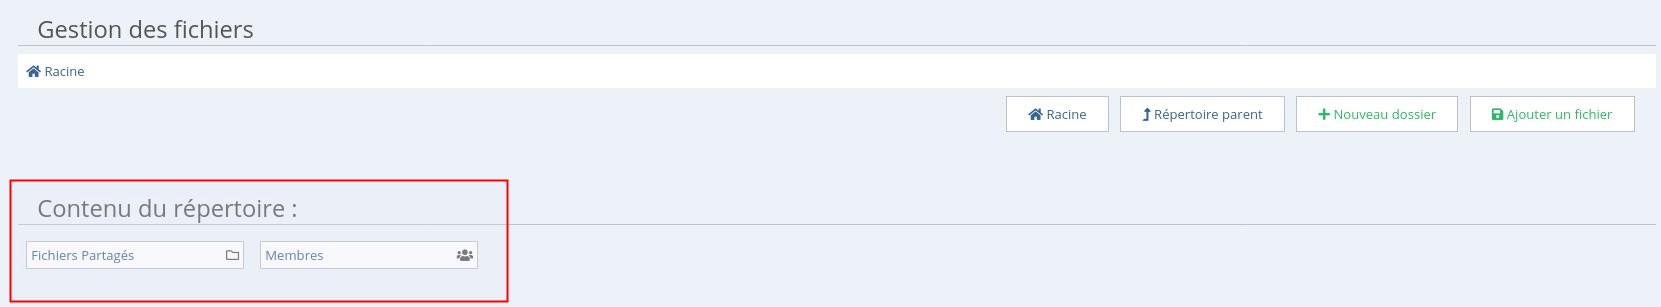 Gestion des fichiers
Racine
Racine Répertoire parent Nouveau dossier Ajouter un fichier
Contenu du répertoire :
Fichiers Partagés Membres